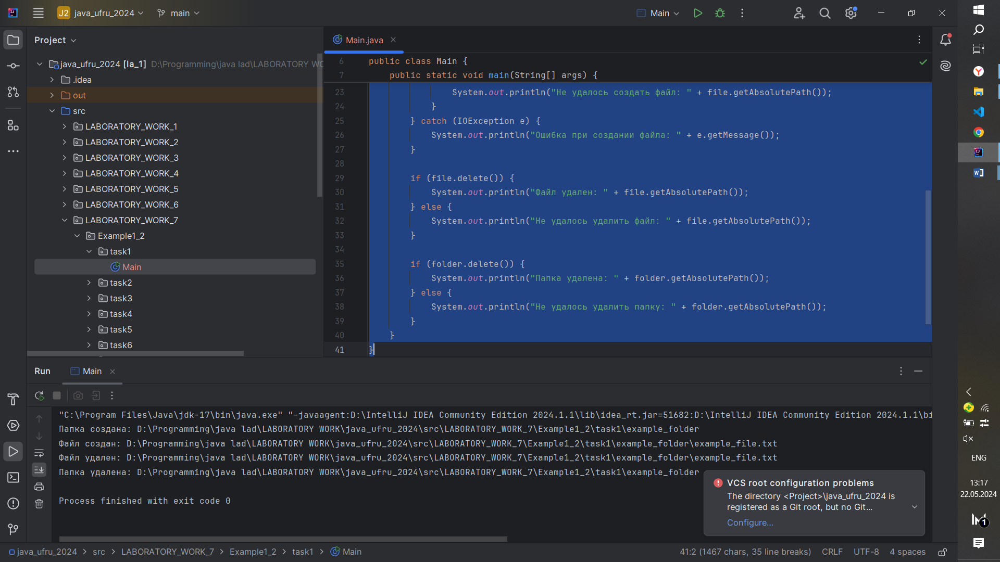 J2 java_ufru_2024 main Main
Project
java_ufru_2024 [la_1] D:\Programming\java lad\LABORATORY WO
.idea
out
src
LABORATORY_WORK_1
LABORATORY_WORK_2
LABORATORY_WORK_3
LABORATORY_WORK_4
LABORATORY_WORK_5
LABORATORY_WORK_6
LABORATORY_WORK_7
Example1_2
task1
Main
task2
task3
task4
task5
task6
Main.java
6 public class Main {
7 public static void main(String[] args) {
23 System.out.println("Не удалось создать файл: " + file.getAbsolutePath());
24 }
25 } catch (IOException e) {
26 System.out.println("Ошибка при создании файла: " + e.getMessage());
27 }
28
29 if (file.delete()) {
30 System.out.println("Файл удален: " + file.getAbsolutePath());
31 } else {
32 System.out.println("Не удалось удалить файл: " + file.getAbsolutePath());
33 }
34
35 if (folder.delete()) {
36 System.out.println("Папка удалена: " + folder.getAbsolutePath());
37 } else {
38 System.out.println("Не удалось удалить папку: " + folder.getAbsolutePath());
39 }
40 }
41 }
Run Main
"C:\Program Files\Java\jdk-17\bin\java.exe" "-javaagent:D:\IntelliJ IDEA Community Edition 2024.1.1\lib\idea_rt.jar=51682:D:\IntelliJ IDEA Community Edition 2024.1.1\bi
Папка создана: D:\Programming\java lad\LABORATORY WORK\java_ufru_2024\src\LABORATORY_WORK_7\Example1_2\task1\example_folder
Файл создан: D:\Programming\java lad\LABORATORY WORK\java_ufru_2024\src\LABORATORY_WORK_7\Example1_2\task1\example_folder\example_file.txt
Файл удален: D:\Programming\java lad\LABORATORY WORK\java_ufru_2024\src\LABORATORY_WORK_7\Example1_2\task1\example_folder\example_file.txt
Папка удалена: D:\Programming\java lad\LABORATORY WORK\java_ufru_2024\src\LABORATORY_WORK_7\Example1_2\task1\example_folder
Process finished with exit code 0
VCS root configuration problems
The directory <Project>\java_ufru_2024 is
registered as a Git root, but no Git...
Configure...
java_ufru_2024 > src > LABORATORY_WORK_7 > Example1_2 > task1 > Main
41:2 (1467 chars, 35 line breaks) CRLF UTF-8 4 spaces
ENG
13:17
22.05.2024
1